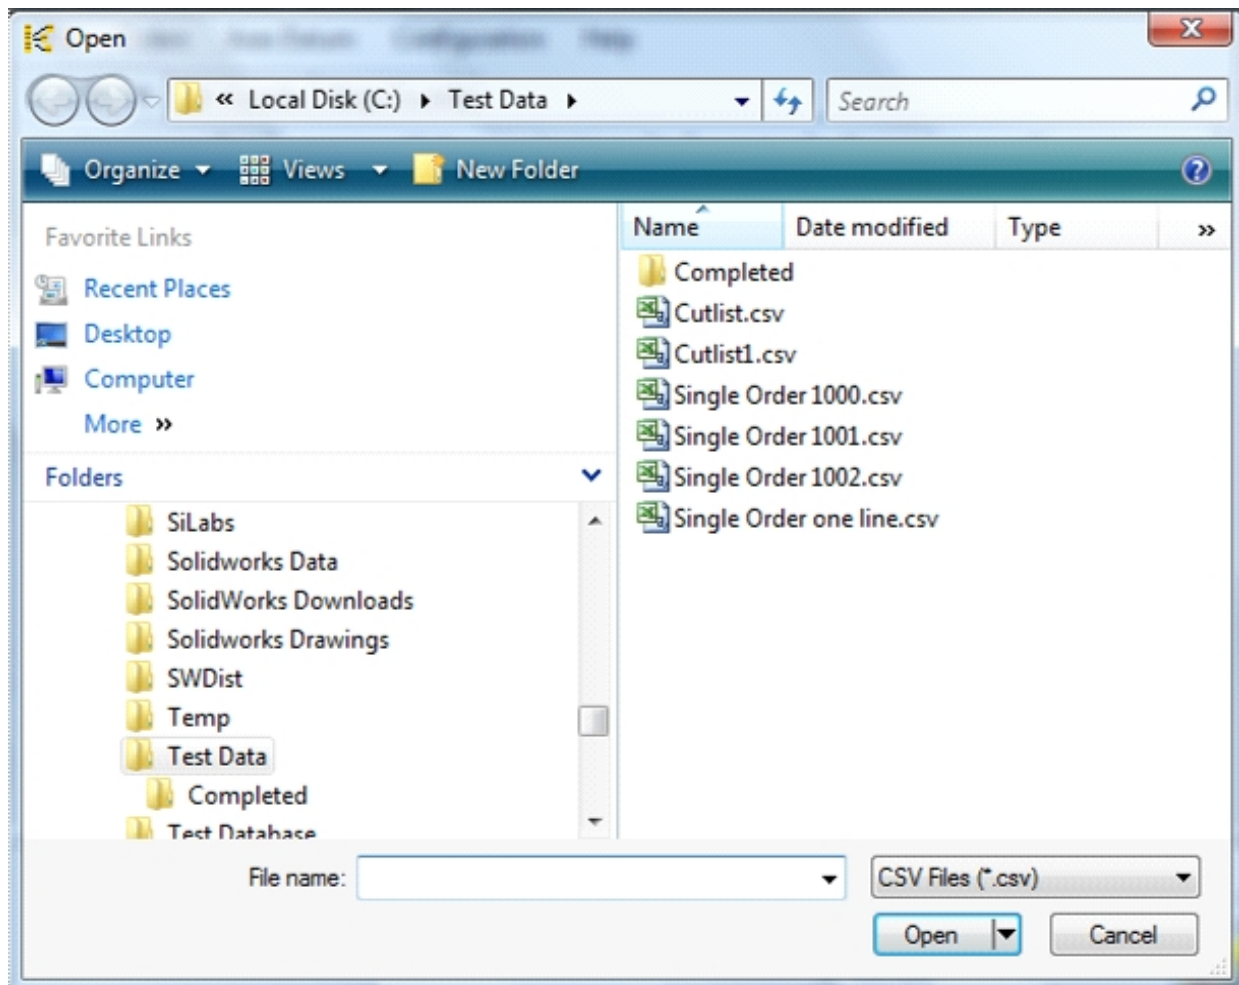 Open
« Local Disk (C:) Test Data
Search
Organize Views New Folder
Favorite Links
Recent Places
Desktop
Computer
More »
Folders
SiLabs
Solidworks Data
SolidWorks Downloads
Solidworks Drawings
SWDist
Temp
Test Data
Completed
Test Database
Name Date modified Type »
Completed
Cutlist.csv
Cutlist1.csv
Single Order 1000.csv
Single Order 1001.csv
Single Order 1002.csv
Single Order one line.csv
File name:
CSV Files (*.csv)
Open Cancel